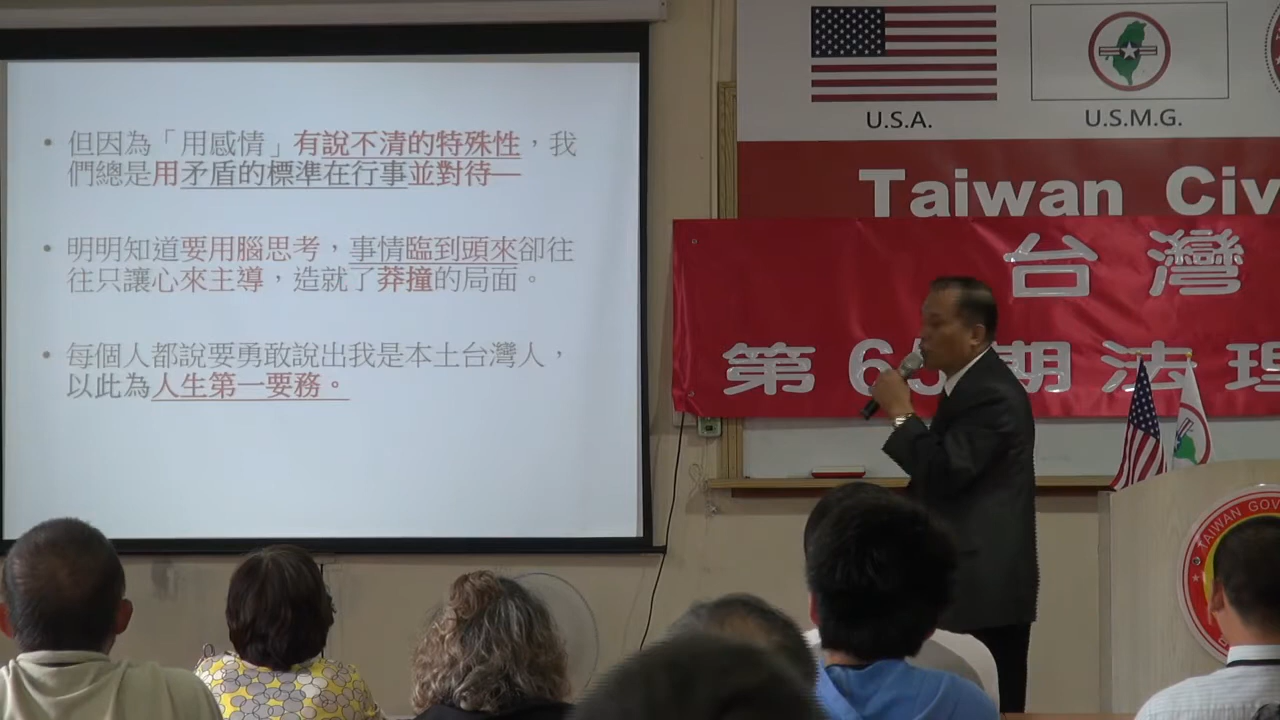 • 但因為「用感情」有說不清的特殊性，我
們總是用矛盾的標準在行事並對待—
• 明明知道要用腦思考，事情臨到頭來卻往
往只讓心來主導，造就了莽撞的局面。
• 每個人都說要勇敢說出我是本土台灣人，
以此為人生第一要務。
U.S.A.
U.S.M.G.
Taiwan Civ
台灣
第65期法理
TAIWAN GOV